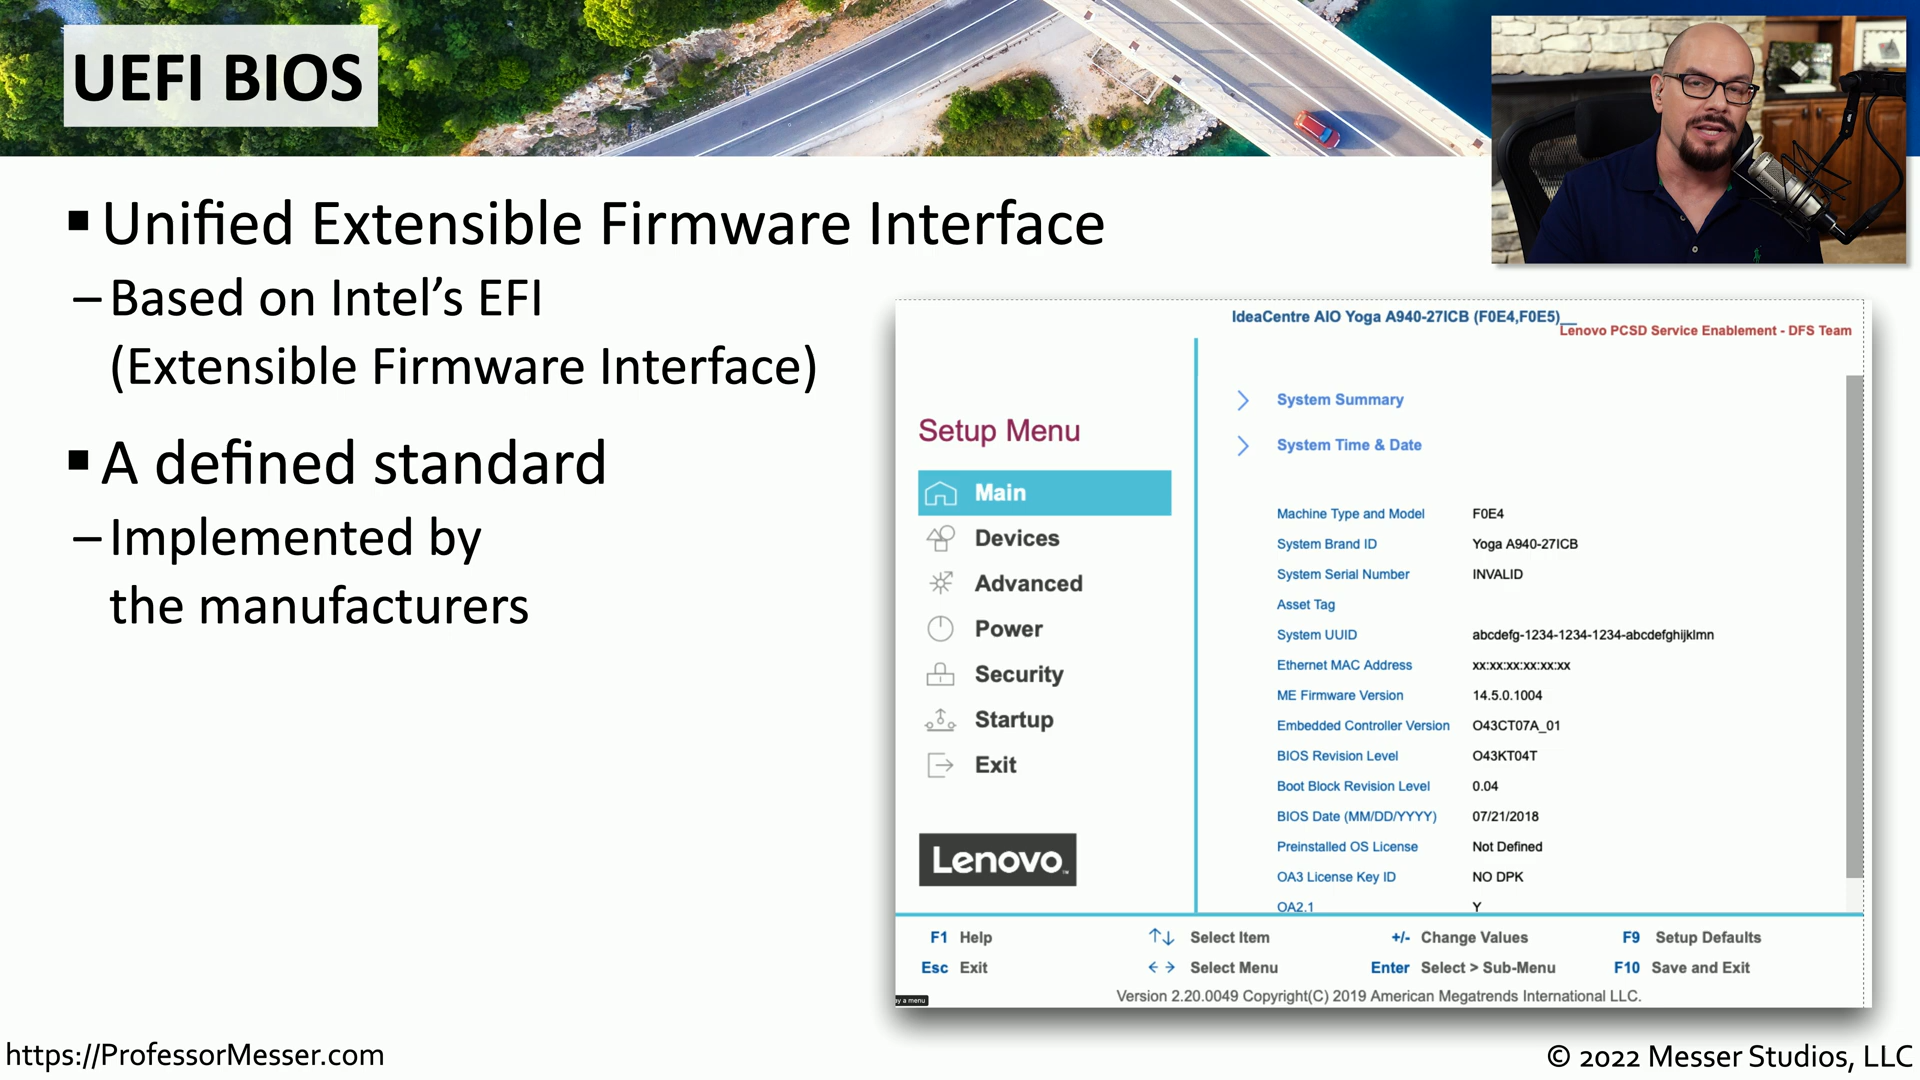 UEFI BIOS
▪ Unified Extensible Firmware Interface
– Based on Intel’s EFI
(Extensible Firmware Interface)
▪ A defined standard
– Implemented by
the manufacturers
IdeaCentre AIO Yoga A940-27ICB (F0E4,F0E5)__
Lenovo PCSD Service Enablement - DFS Team
Setup Menu
Main
Devices
Advanced
Power
Security
Startup
Exit
Lenovo™
System Summary
System Time & Date
Machine Type and Model F0E4
System Brand ID Yoga A940-27ICB
System Serial Number INVALID
Asset Tag
System UUID abcdefg-1234-1234-1234-abcdefghijklmn
Ethernet MAC Address xx:xx:xx:xx:xx:xx
ME Firmware Version 14.5.0.1004
Embedded Controller Version O43CT07A_01
BIOS Revision Level O43KT04T
Boot Block Revision Level 0.04
BIOS Date (MM/DD/YYYY) 07/21/2018
Preinstalled OS License Not Defined
OA3 License Key ID NO DPK
OA2.1 Y
F1 Help ↑↓ Select Item +/- Change Values F9 Setup Defaults
Esc Exit ←→ Select Menu Enter Select > Sub-Menu F10 Save and Exit
y a menu
Version 2.20.0049 Copyright(C) 2019 American Megatrends International LLC.
https://ProfessorMesser.com
© 2022 Messer Studios, LLC